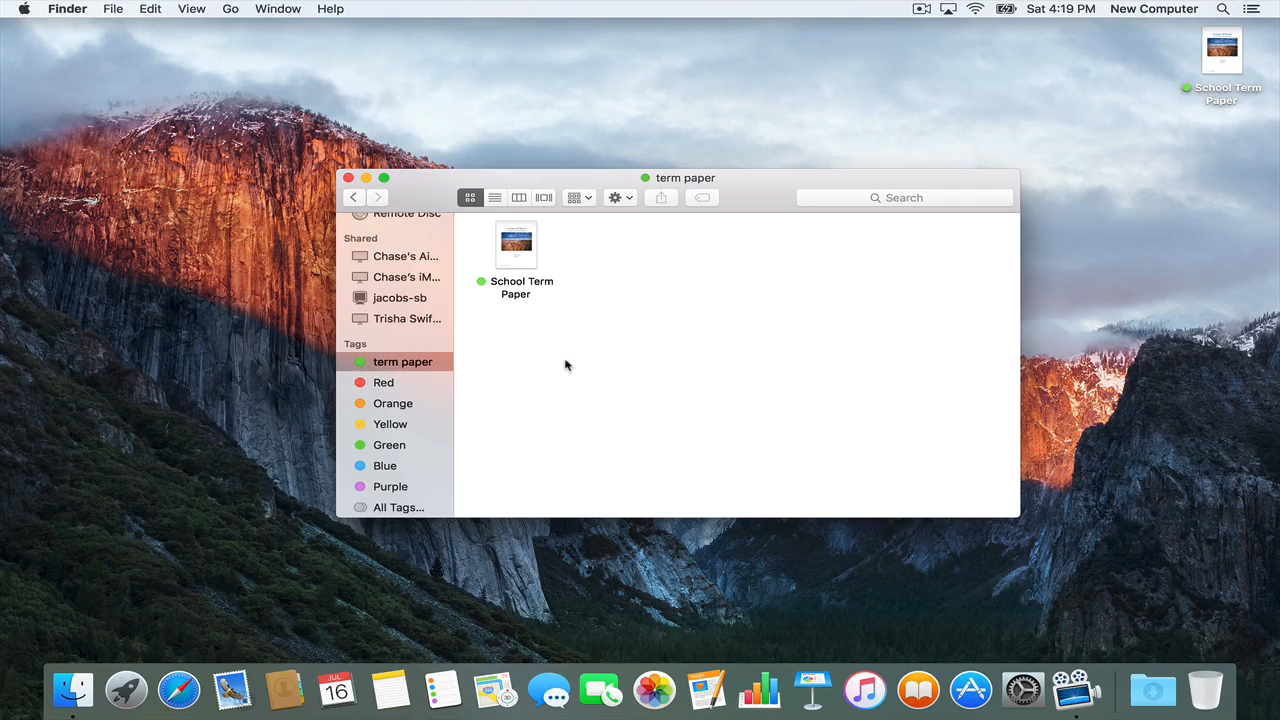 Finder File Edit View Go Window Help Sat 4:19 PM New Computer
School Term
Paper
term paper
Search
Remote Disc
Shared
Chase's Ai...
Chase's iM...
jacobs-sb
Trisha Swif...
Tags
term paper
Red
Orange
Yellow
Green
Blue
Purple
All Tags...
School Term
Paper
JUL
16